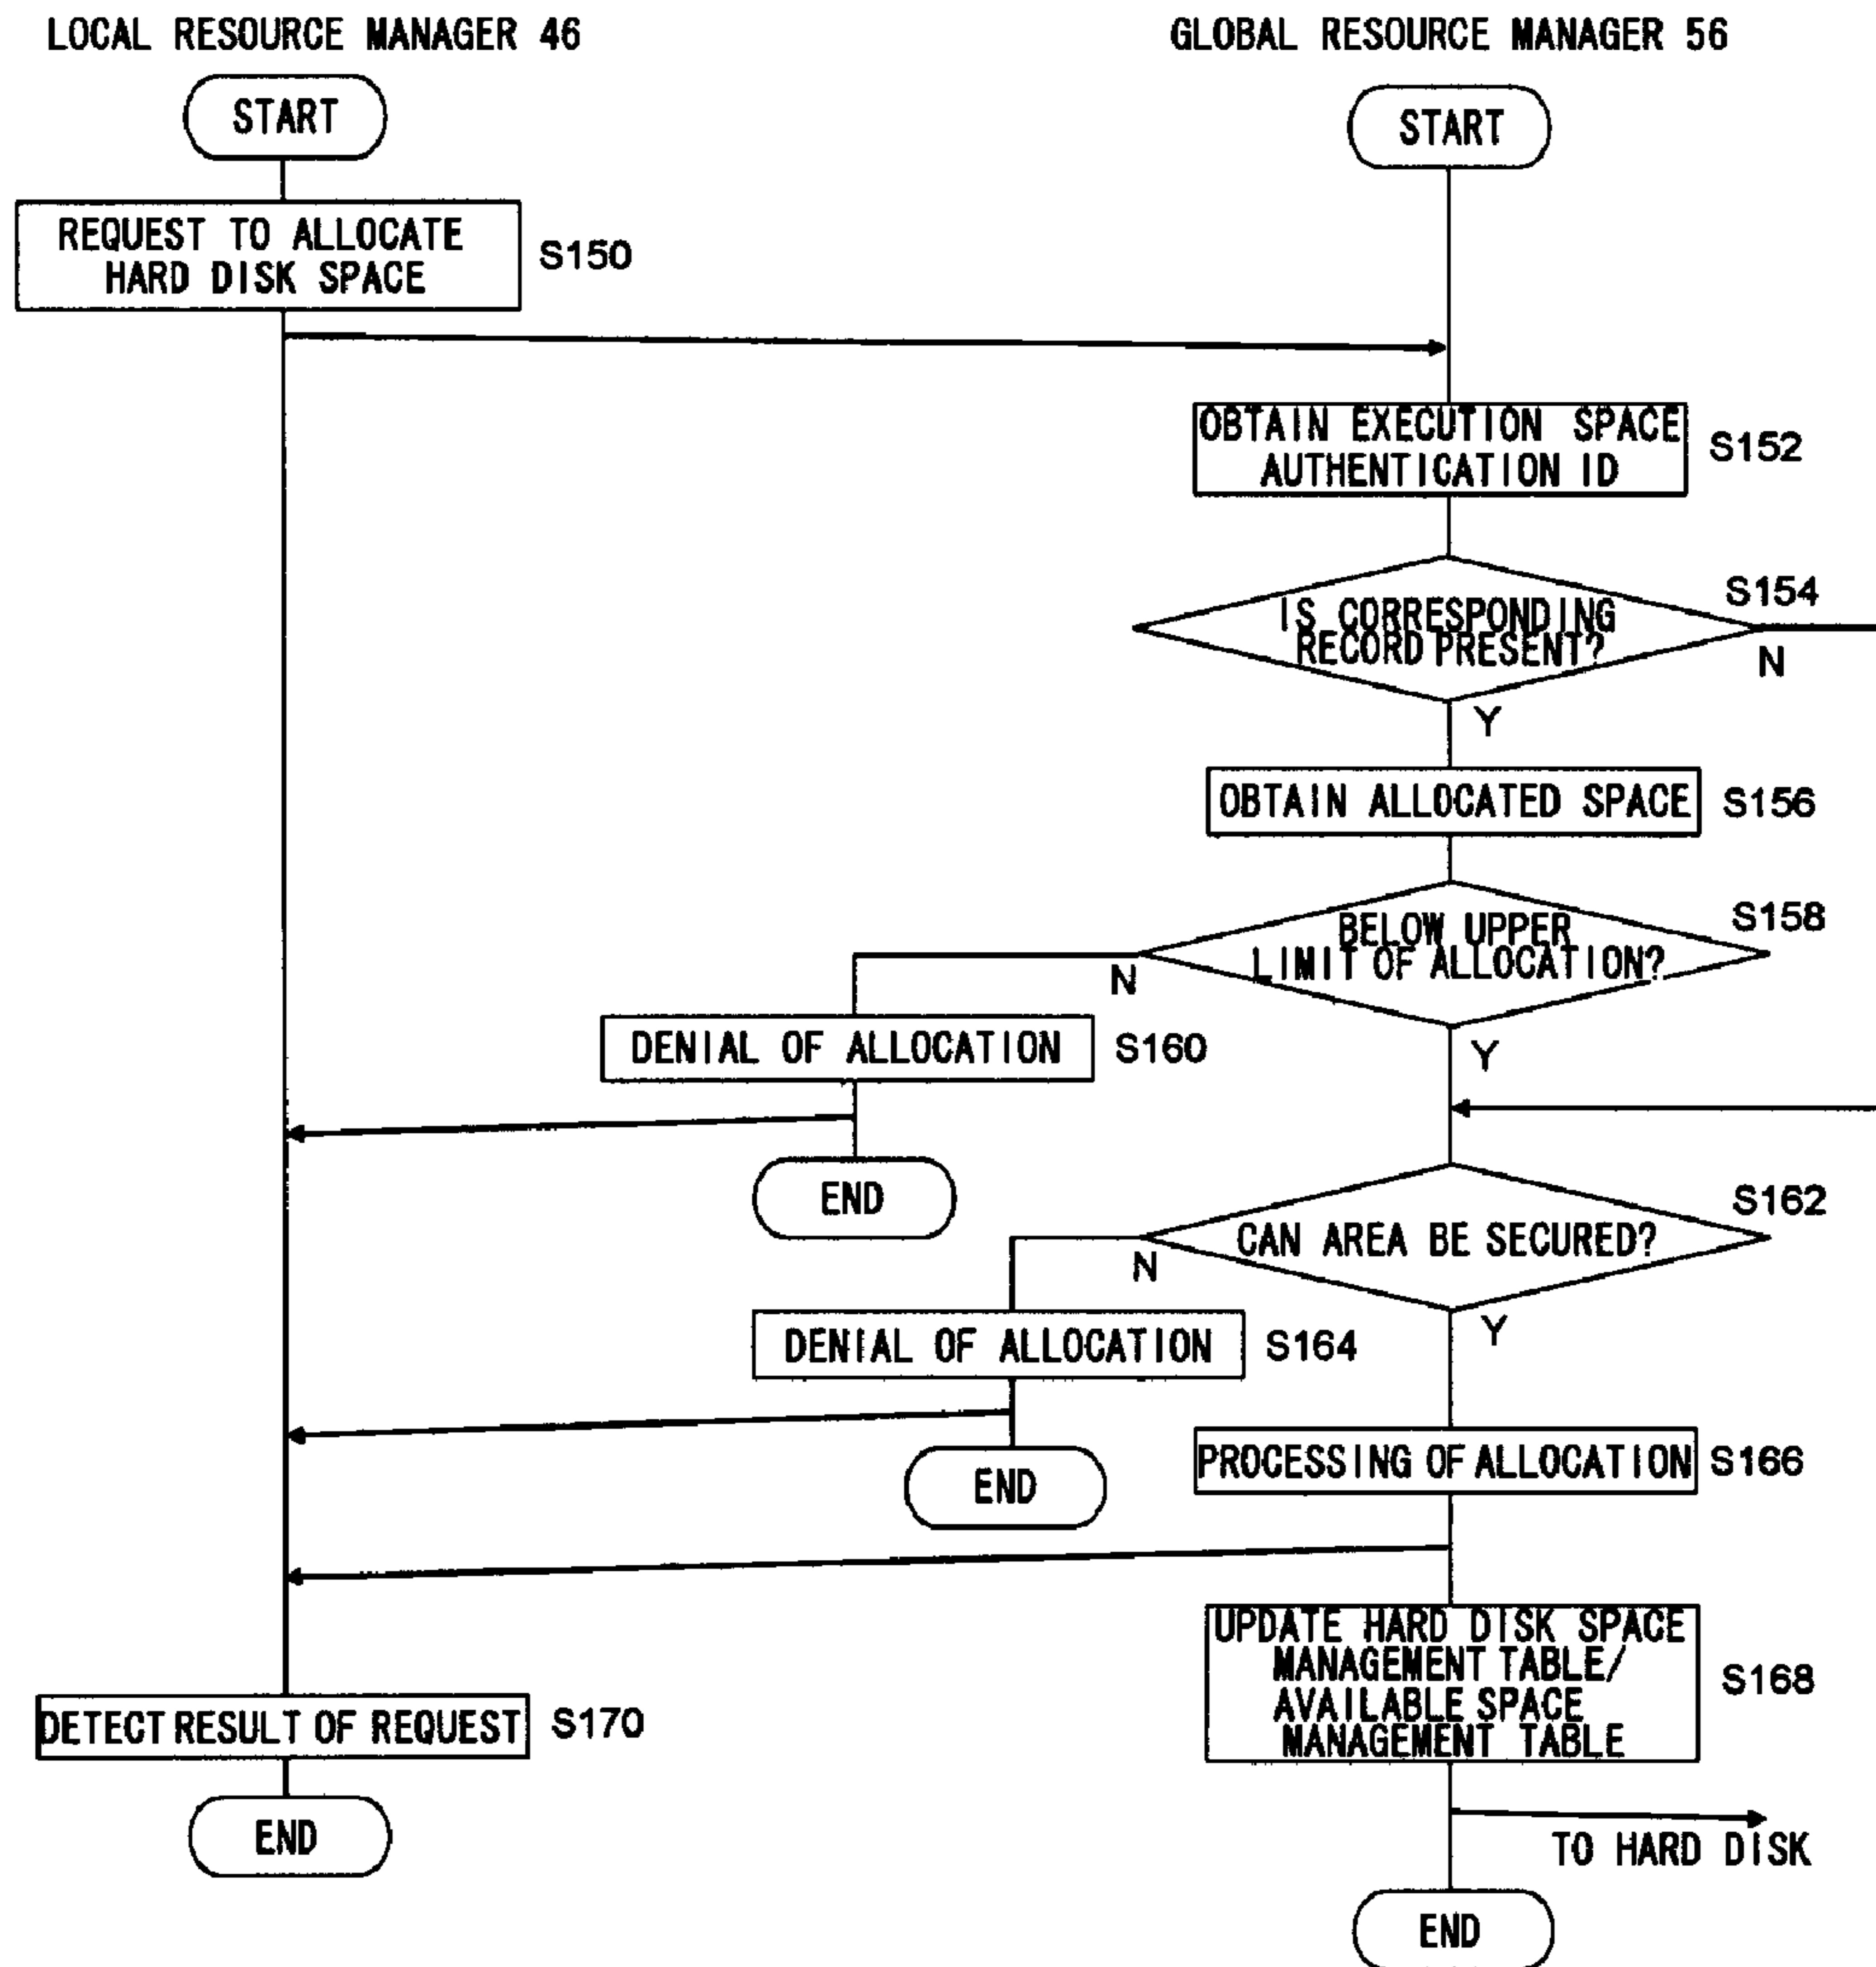 LOCAL RESOURCE MANAGER 46
GLOBAL RESOURCE MANAGER 56
START
START
REQUEST TO ALLOCATE
HARD DISK SPACE
S150
OBTAIN EXECUTION SPACE
AUTHENTICATION ID
S152
IS CORRESPONDING
RECORD PRESENT?
S154
N
Y
OBTAIN ALLOCATED SPACE
S156
BELOW UPPER
LIMIT OF ALLOCATION?
S158
N
Y
DENIAL OF ALLOCATION
S160
END
CAN AREA BE SECURED?
S162
N
Y
DENIAL OF ALLOCATION
S164
END
PROCESSING OF ALLOCATION
S166
UPDATE HARD DISK SPACE
MANAGEMENT TABLE/
AVAILABLE SPACE
MANAGEMENT TABLE
S168
DETECT RESULT OF REQUEST
S170
END
TO HARD DISK
END